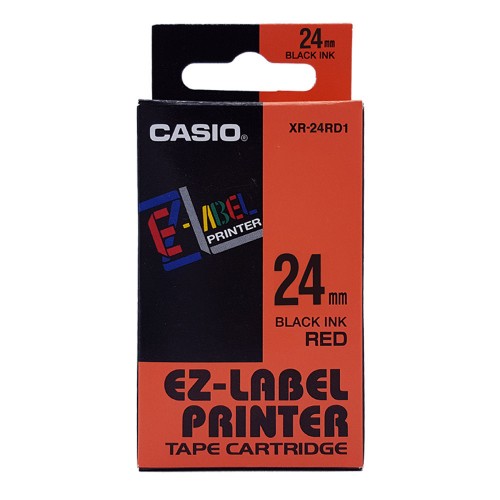 24mm
BLACK INK
CASIO®
XR-24RD1
EZ-LABEL
PRINTER
24mm
BLACK INK
RED
EZ-LABEL
PRINTER
TAPE CARTRIDGE